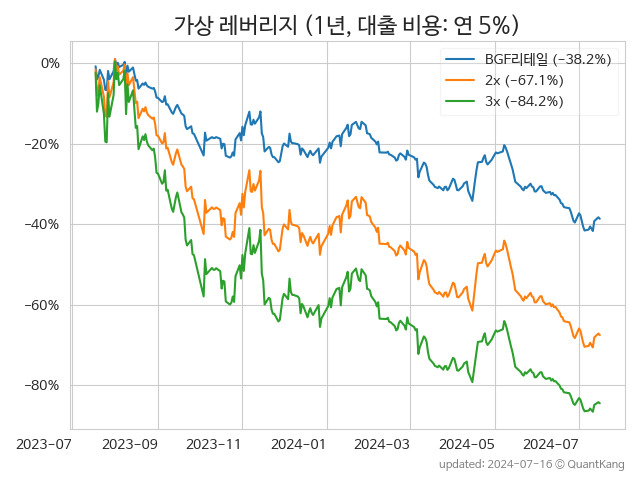 가상 레버리지 (1년, 대출 비용: 연 5%)
BGF리테일 (−38.2%)
2x (−67.1%)
3x (−84.2%)
0%
−20%
−40%
−60%
−80%
2023-07 2023-09 2023-11 2024-01 2024-03 2024-05 2024-07
updated: 2024-07-16 © QuantKang